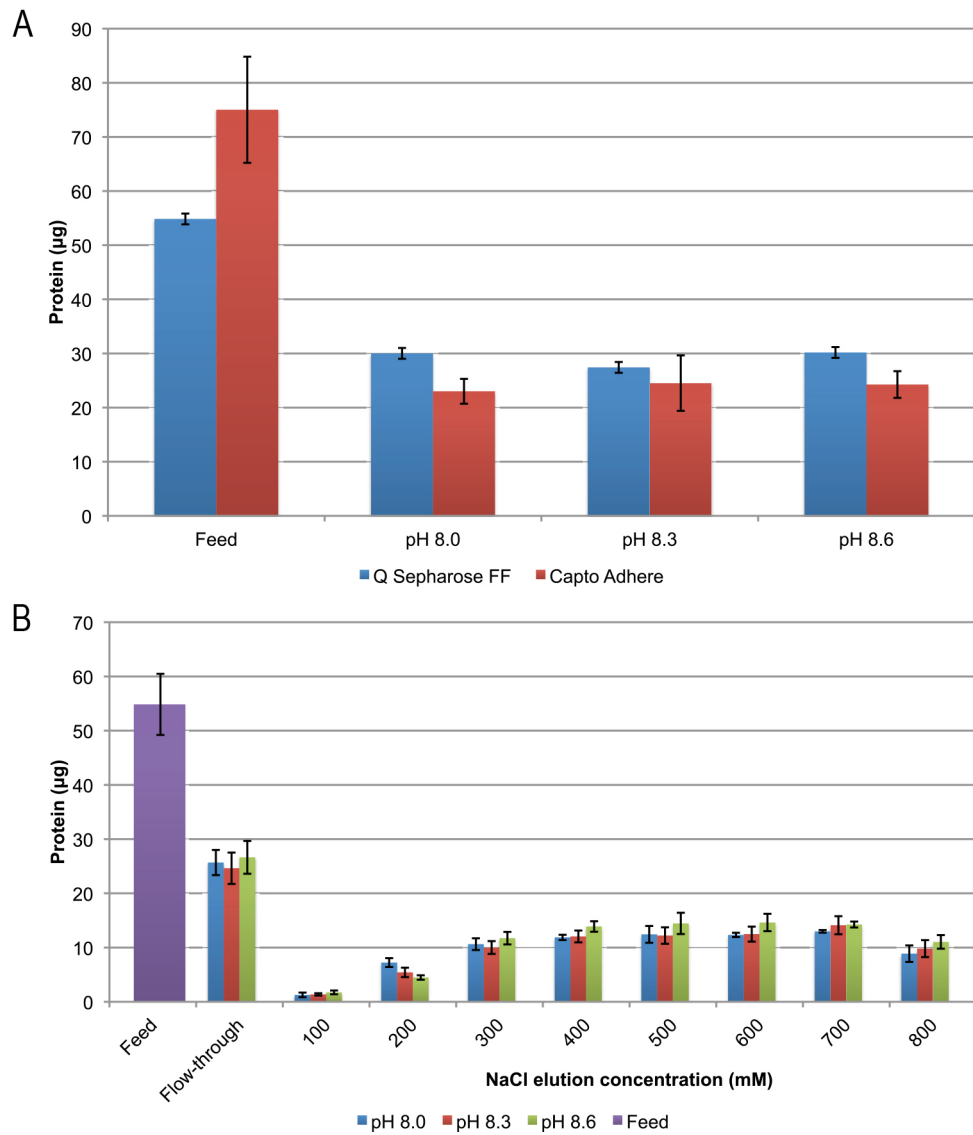 A
90
80
70
60
50
40
30
20
10
0
Protein (µg)
Feed pH 8.0 pH 8.3 pH 8.6
Q Sepharose FF Capto Adhere
B
70
60
50
40
30
20
10
0
Protein (µg)
Feed Flow-through 100 200 300 400 500 600 700 800
NaCl elution concentration (mM)
pH 8.0 pH 8.3 pH 8.6 Feed